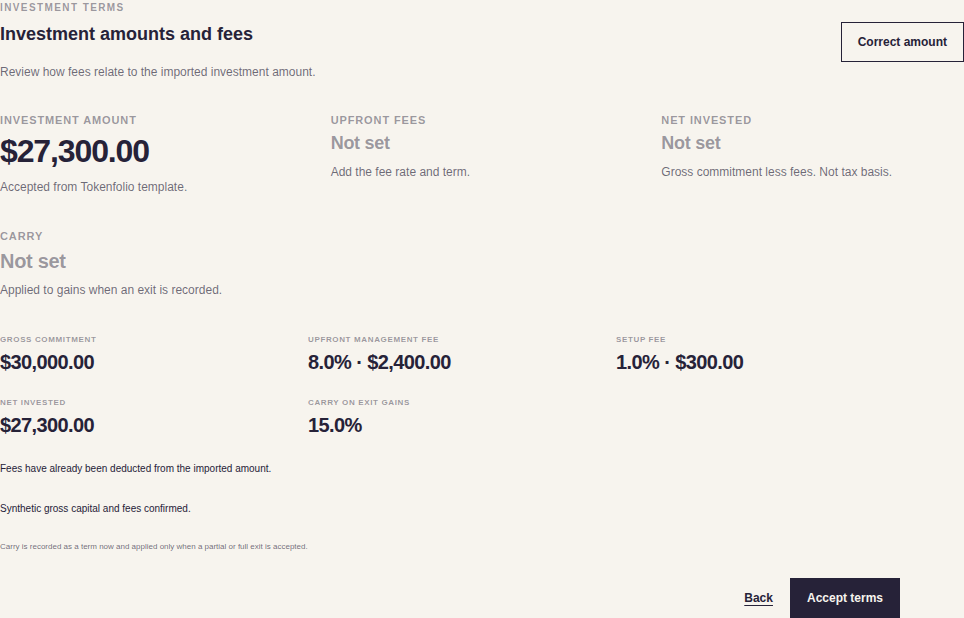 INVESTMENT TERMS
Investment amounts and fees
Correct amount
Review how fees relate to the imported investment amount.
INVESTMENT AMOUNT
$27,300.00
Accepted from Tokenfolio template.
UPFRONT FEES
Not set
Add the fee rate and term.
NET INVESTED
Not set
Gross commitment less fees. Not tax basis.
CARRY
Not set
Applied to gains when an exit is recorded.
GROSS COMMITMENT
$30,000.00
UPFRONT MANAGEMENT FEE
8.0% · $2,400.00
SETUP FEE
1.0% · $300.00
NET INVESTED
$27,300.00
CARRY ON EXIT GAINS
15.0%
Fees have already been deducted from the imported amount.
Synthetic gross capital and fees confirmed.
Carry is recorded as a term now and applied only when a partial or full exit is accepted.
Back
Accept terms